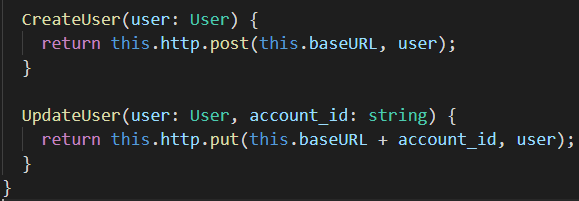 CreateUser(user: User) {
return this.http.post(this.baseURL, user);
}
UpdateUser(user: User, account_id: string) {
return this.http.put(this.baseURL + account_id, user);
}
}